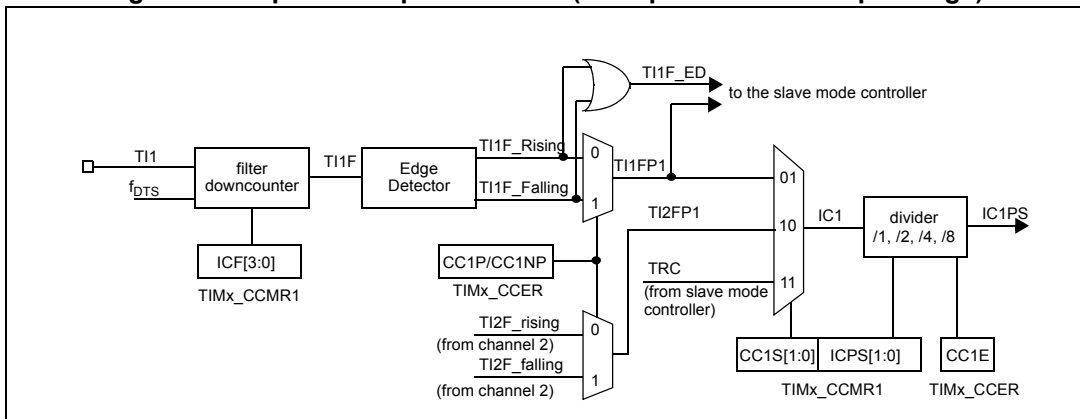 TI1F_ED
to the slave mode controller
TI1
fDTS
filter
downcounter
TI1F
Edge
Detector
TI1F_Rising
TI1F_Falling
0
1
TI1FP1
TI2FP1
01
10
11
IC1
divider
/1, /2, /4, /8
IC1PS
ICF[3:0]
TIMx_CCMR1
CC1P/CC1NP
TIMx_CCER
TRC
(from slave mode
controller)
TI2F_rising
(from channel 2)
TI2F_falling
(from channel 2)
0
1
CC1S[1:0]
ICPS[1:0]
CC1E
TIMx_CCMR1
TIMx_CCER